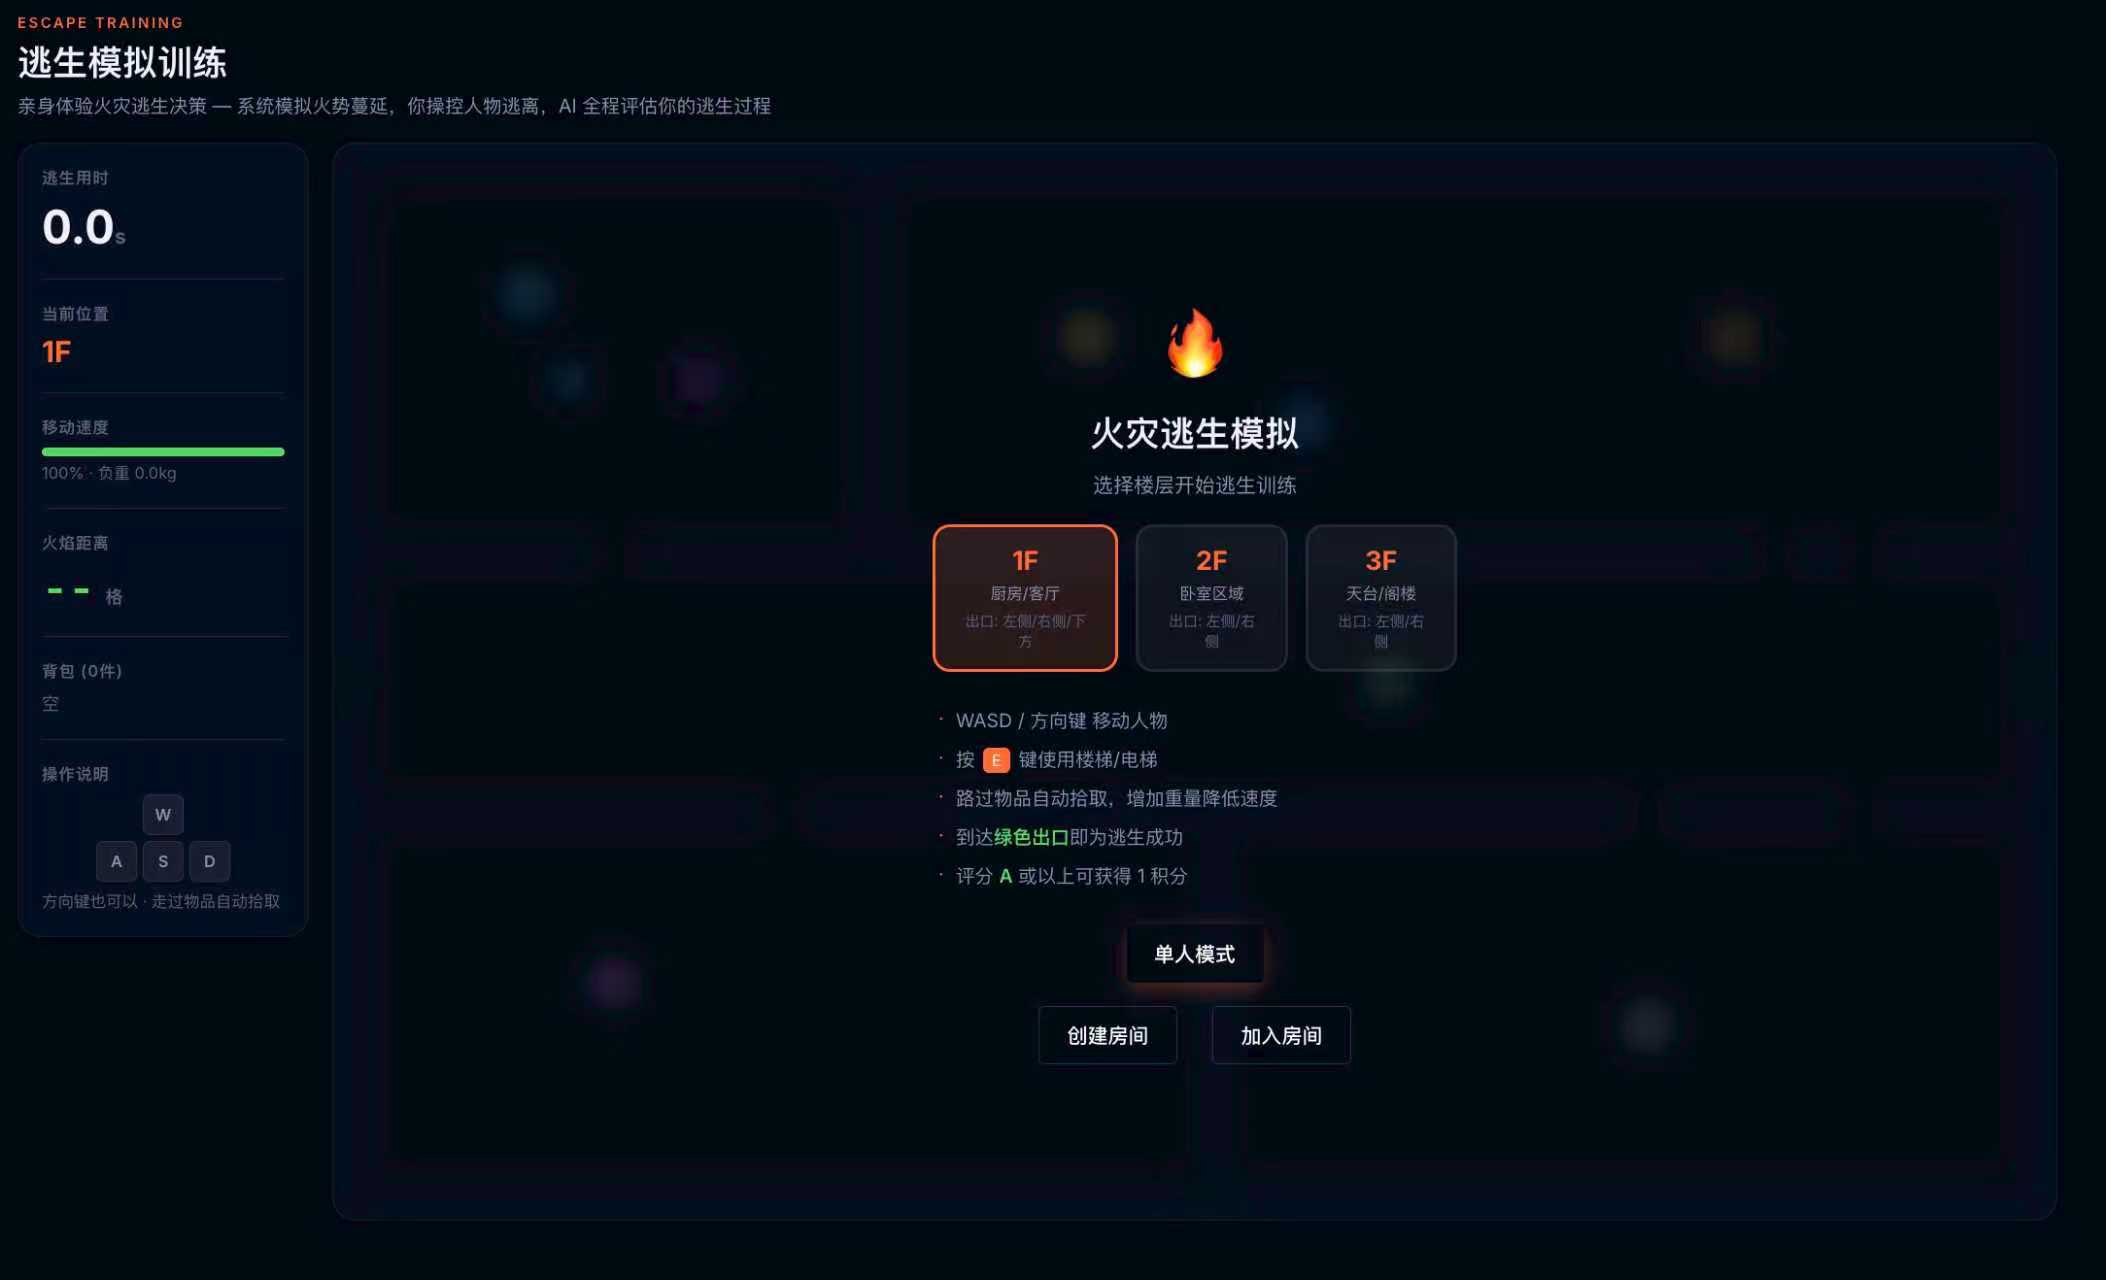 ESCAPE TRAINING
逃生模拟训练
亲身体验火灾逃生决策 — 系统模拟火势蔓延，你操控人物逃离，AI 全程评估你的逃生过程
逃生用时
0.0s
当前位置
1F
移动速度
100% · 负重 0.0kg
火焰距离
-- 格
背包 (0件)
空
操作说明
W
A S D
方向键也可以 · 走过物品自动拾取
火灾逃生模拟
选择楼层开始逃生训练
1F
厨房/客厅
出口: 左侧/右侧/下
方
2F
卧室区域
出口: 左侧/右
侧
3F
天台/阁楼
出口: 左侧/右
侧
· WASD / 方向键 移动人物
· 按 E 键使用楼梯/电梯
· 路过物品自动拾取，增加重量降低速度
· 到达绿色出口即为逃生成功
· 评分 A 或以上可获得 1 积分
单人模式
创建房间
加入房间